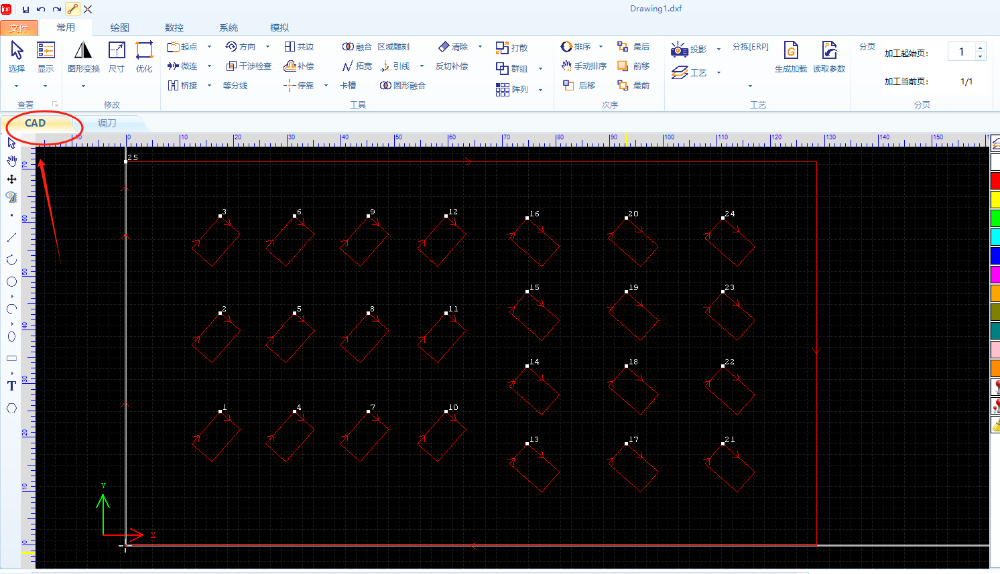 Drawing1.dxf
文件 常用 绘图 数控 系统 模拟
起点 方向 共边 融合 区域雕刻 清除 打散 排序 最后 投影 分拣[ERP] 分页 加工起始页: 1
选择 显示 图形变换 尺寸 优化 微连 干涉检查 补偿 拓宽 引线 反切补偿 群组 手动排序 前移 工艺 生成加载 读取参数
桥接 等分线 停靠 卡槽 圆形融合 阵列 后移 最前 加工当前页: 1/1
查看 修改 工具 次序 工艺 分页
CAD 调刀
0 10 20 30 40 50 60 70 80 90 100 110 120 130 140 150
25
70
3 6 9 12 16 20 24
60
50
15 19 23
2 5 8 11
40
14 18 22
30
T
1 4 7 10
20
13 17 21
10
Y
X
0